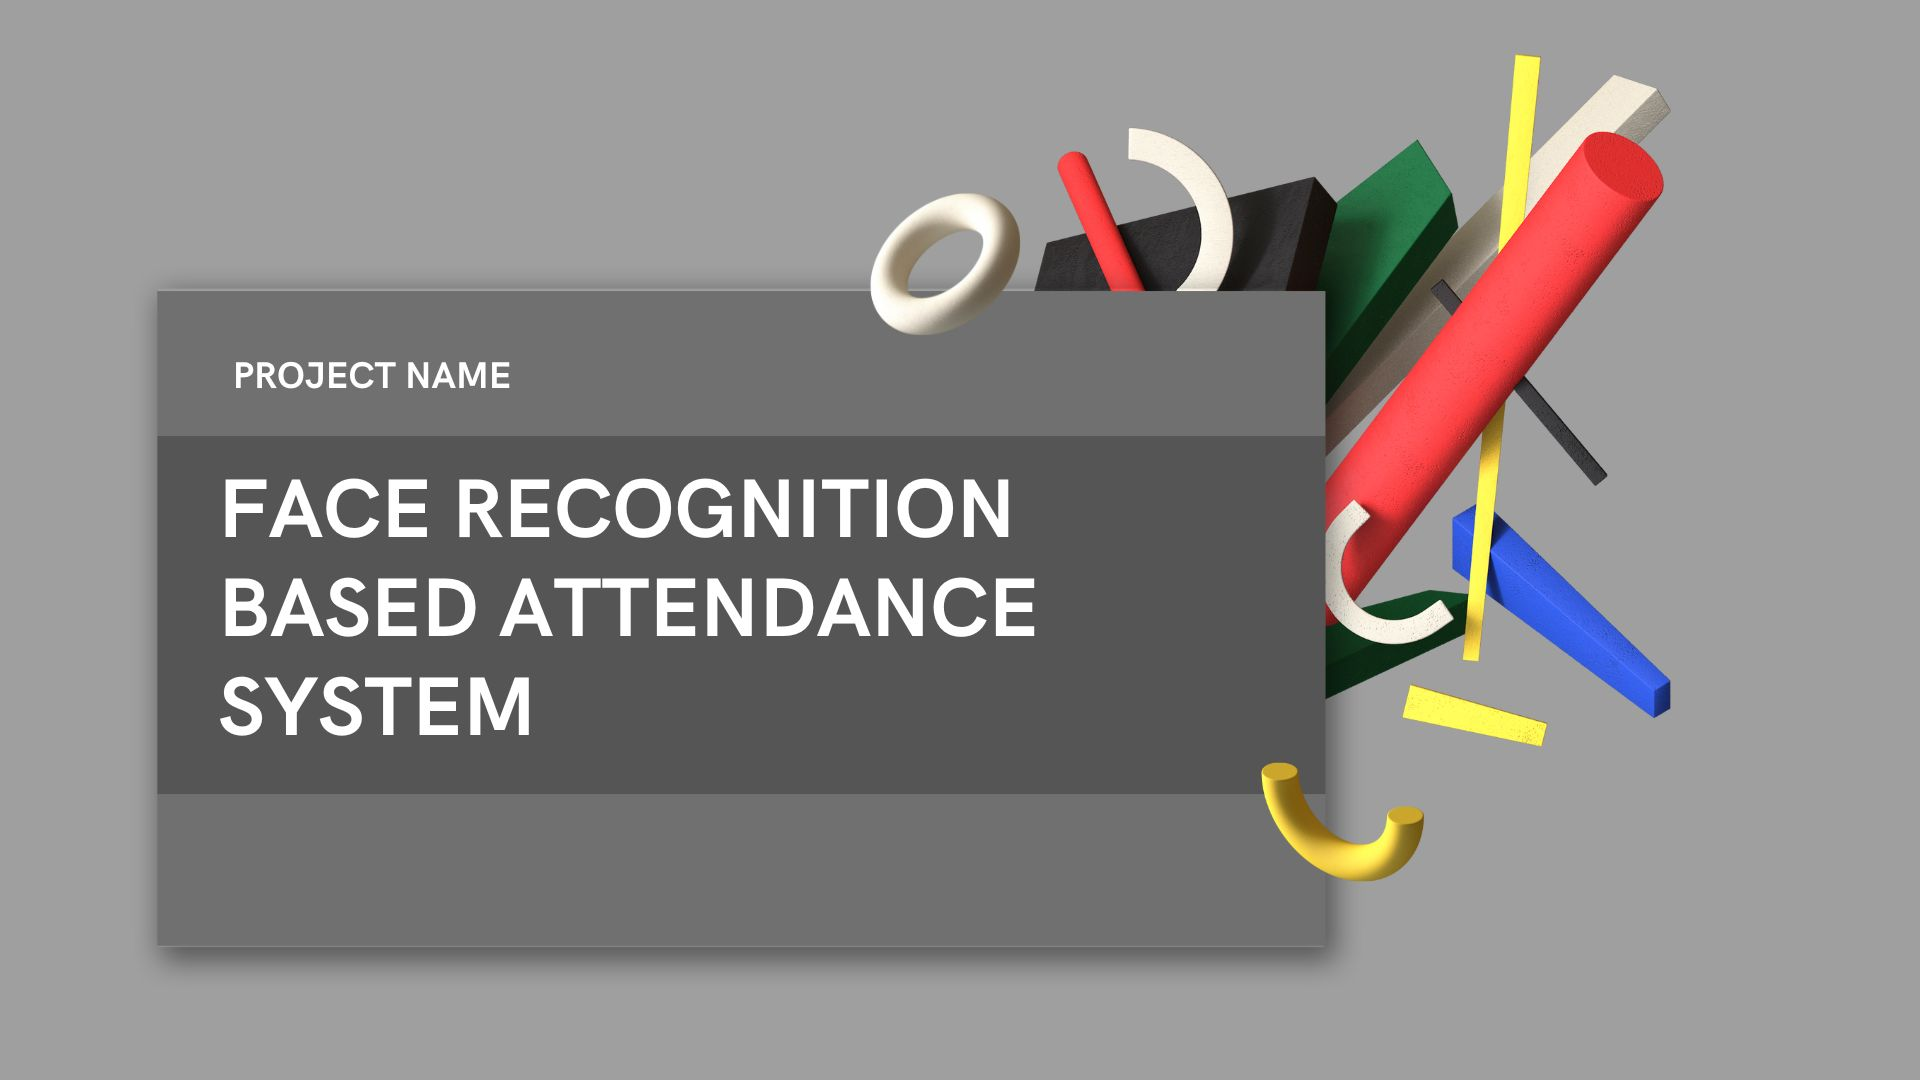 PROJECT NAME
FACE RECOGNITION
BASED ATTENDANCE
SYSTEM